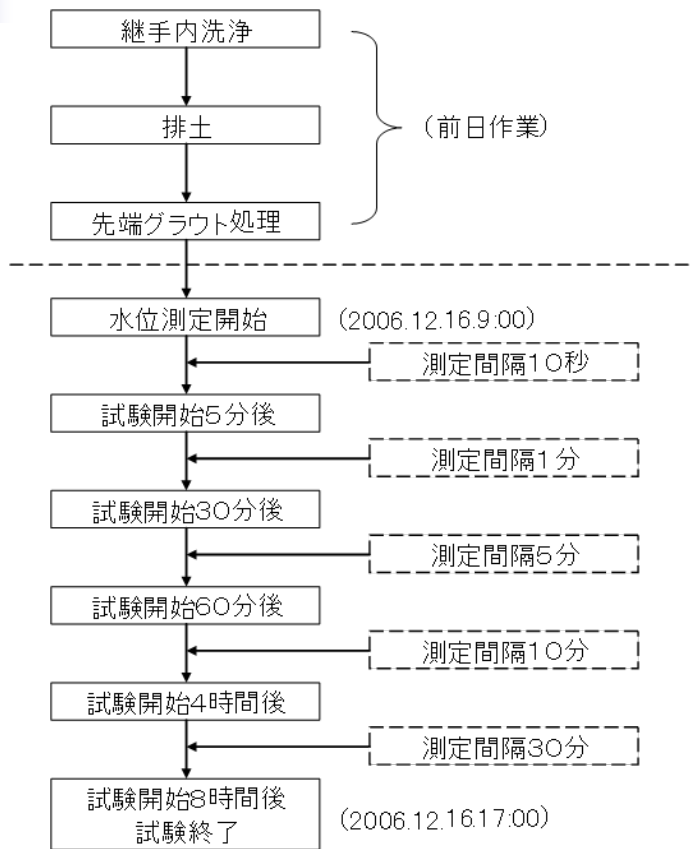 継手内洗浄
排土
(前日作業)
先端グラウト処理
水位測定開始
(2006.12.16.9:00)
測定間隔10秒
試験開始5分後
測定間隔1分
試験開始30分後
測定間隔5分
試験開始60分後
測定間隔10分
試験開始4時間後
測定間隔30分
試験開始8時間後
試験終了
(2006.12.16.17:00)